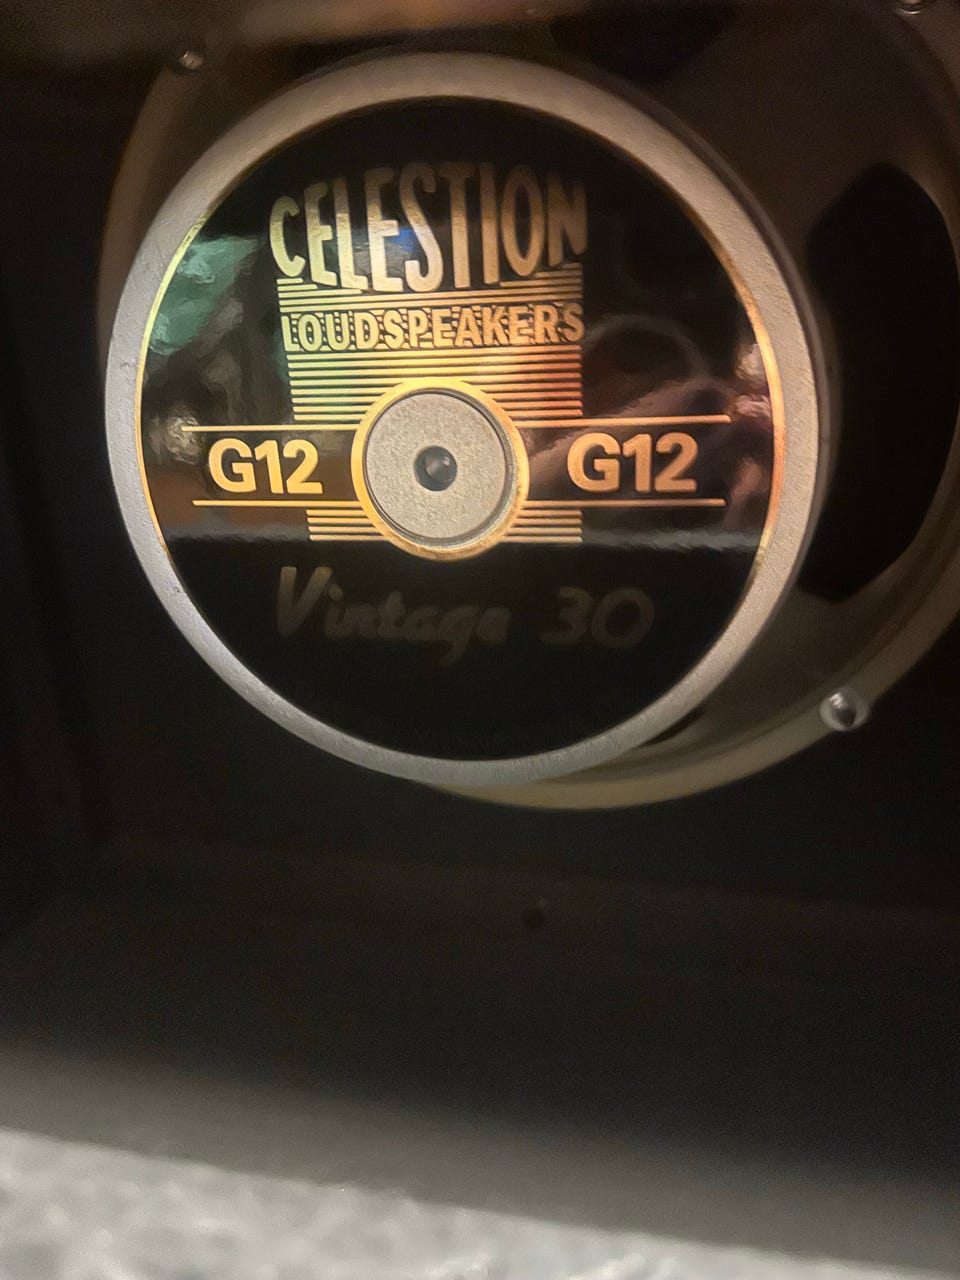 CELESTION
LOUDSPEAKERS
G12 G12
Vintage 30